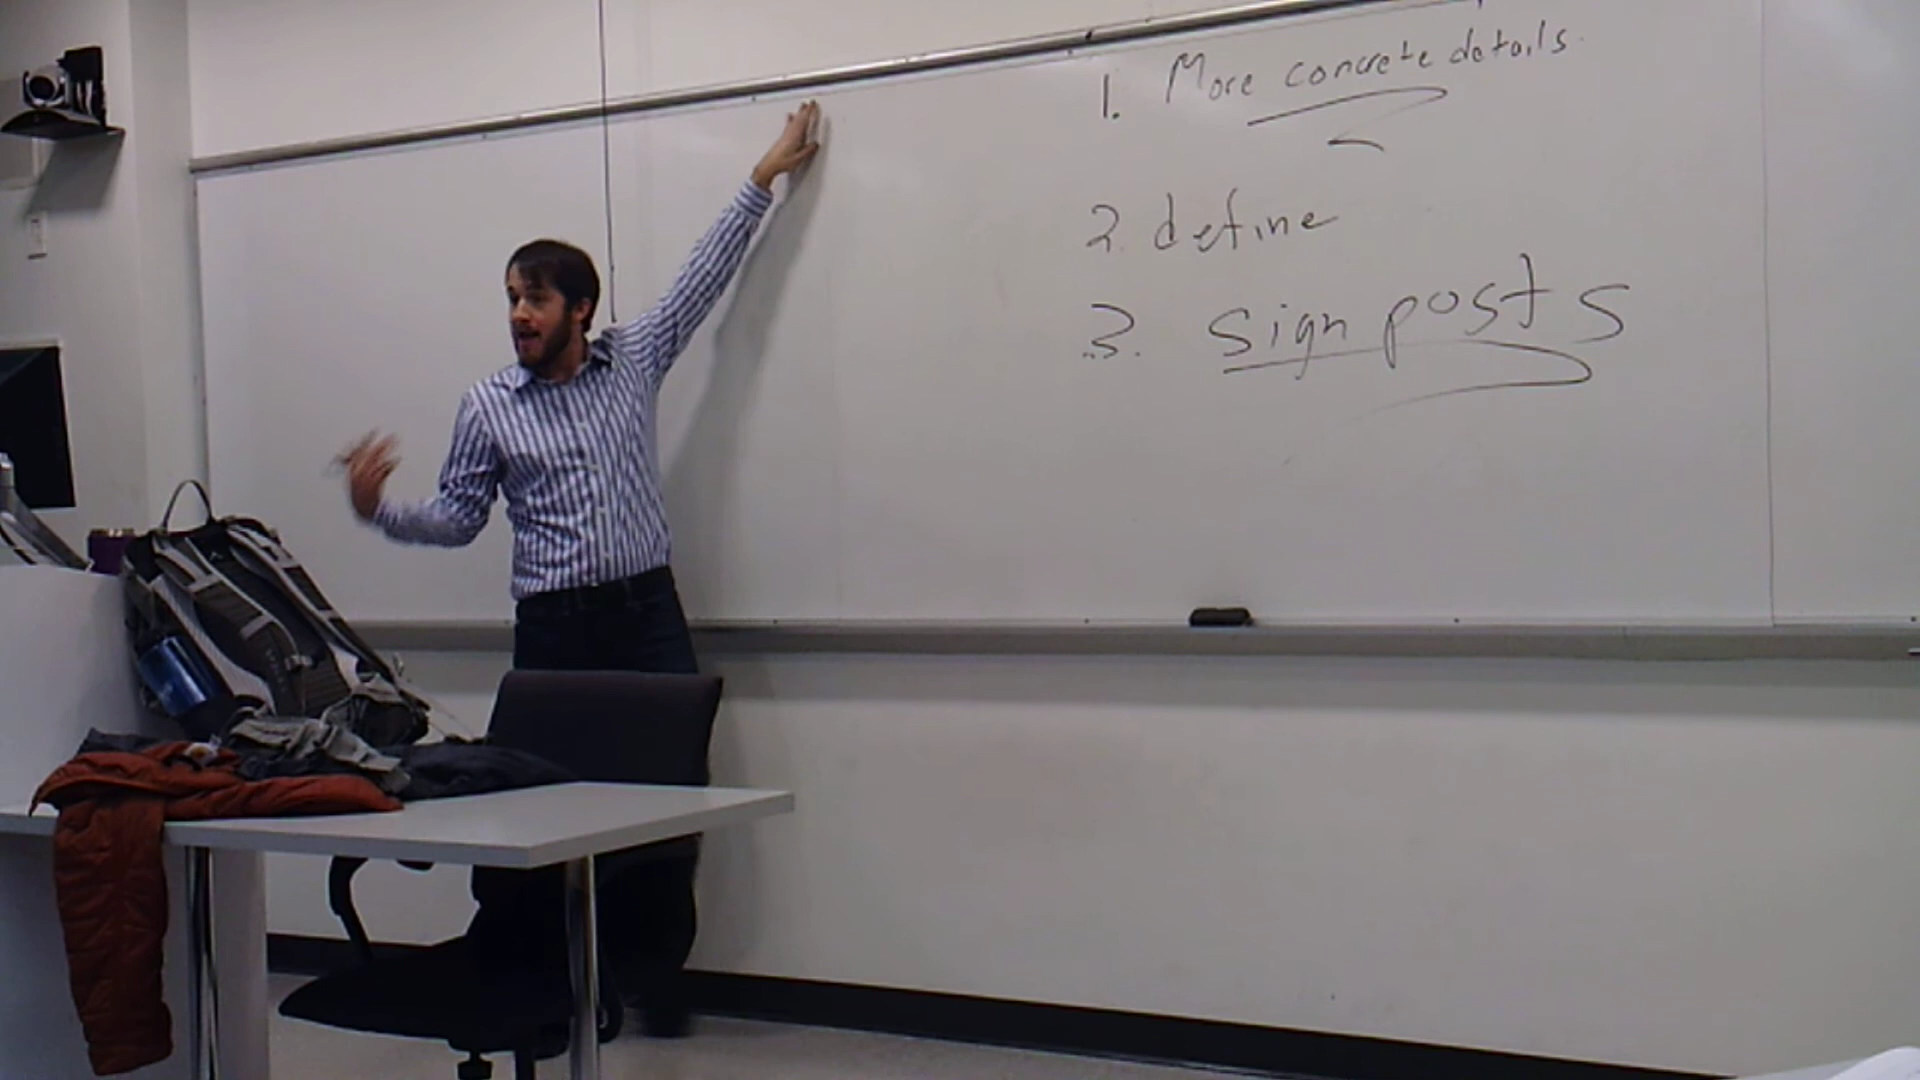 1. More concrete details.
2. define
3. sign posts